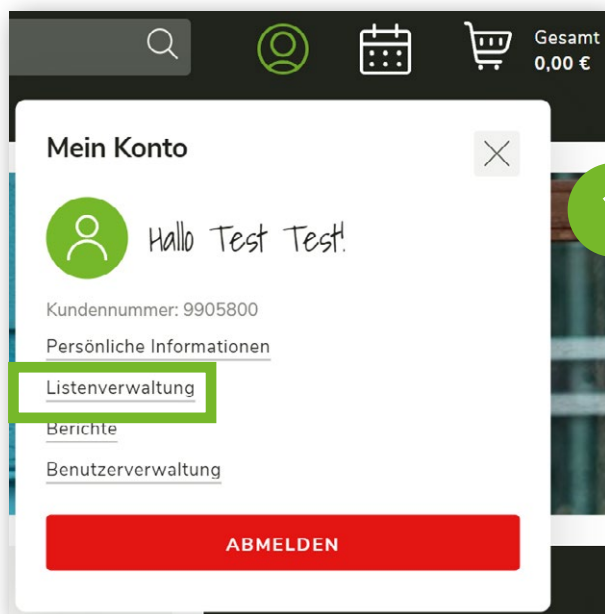 Gesamt
0,00 €
Mein Konto
Hallo Test Test!
Kundennummer: 9905800
Persönliche Informationen
Listenverwaltung
Berichte
Benutzerverwaltung
ABMELDEN